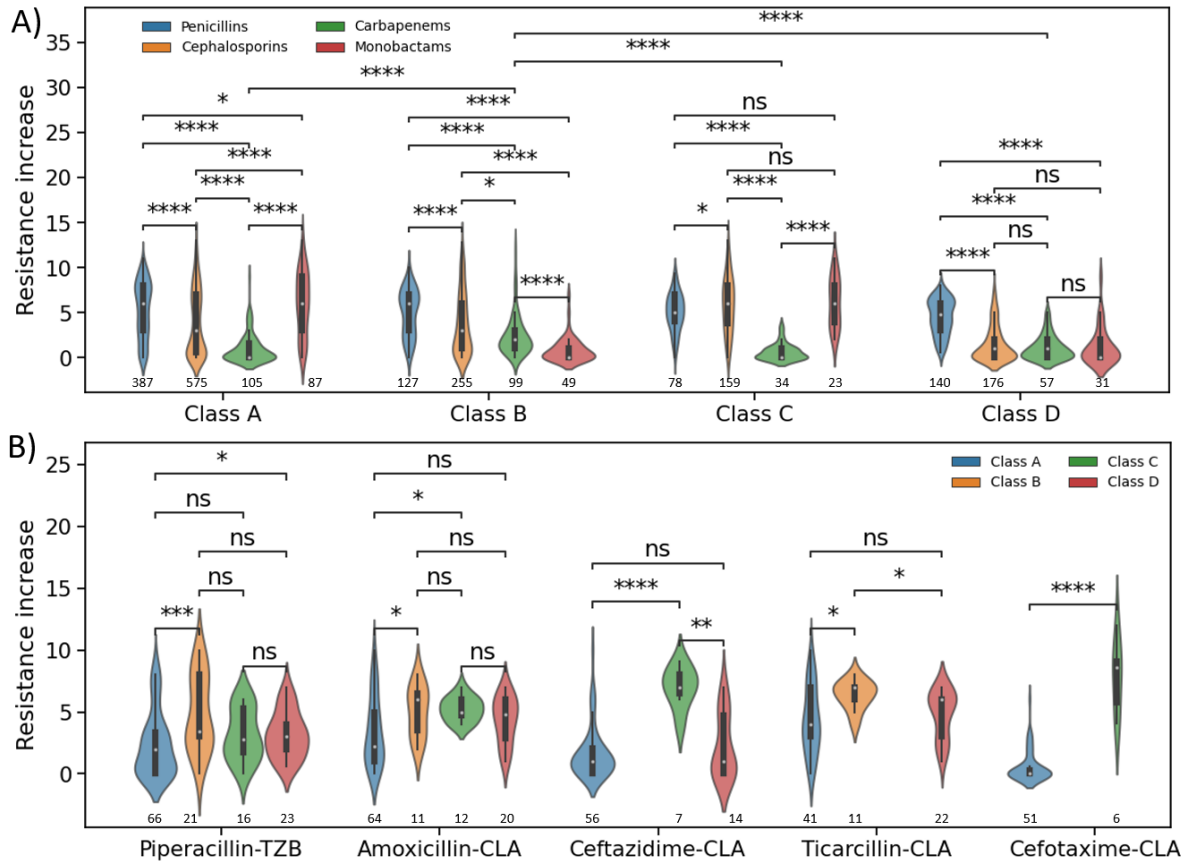 A)
Penicillins
Cephalosporins
Carbapenems
Monobactams
Resistance increase
35
30
25
20
15
10
5
0
****
****
****
*
****
****
****
****
****
****
****
****
*
****
****
ns
****
ns
****
*
****
****
ns
****
ns
****
ns
387 575 105 87
127 255 99 49
78 159 34 23
140 176 57 31
Class A Class B Class C Class D
B)
Class A
Class B
Class C
Class D
Resistance increase
25
20
15
10
5
0
*
ns
ns
ns
***
ns
ns
*
ns
ns
*
ns
ns
****
**
ns
*
*
****
66 21 16 23
64 11 12 20
56 7 14
41 11 22
51 6
Piperacillin-TZB Amoxicillin-CLA Ceftazidime-CLA Ticarcillin-CLA Cefotaxime-CLA